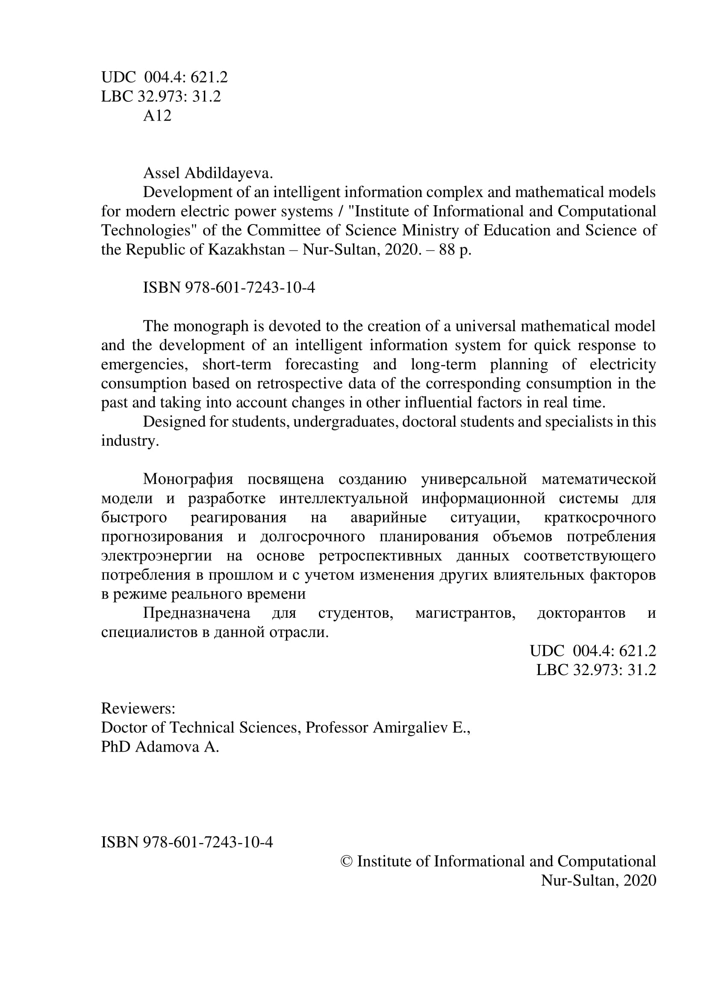 UDC  004.4: 621.2
LBC 32.973: 31.2
A12
Assel Abdildayeva.
Development of an intelligent information complex and mathematical models
for modern electric power systems / "Institute of Informational and Computational
Technologies" of the Committee of Science Ministry of Education and Science of
the Republic of Kazakhstan – Nur-Sultan, 2020. – 88 p.
ISBN 978-601-7243-10-4
The monograph is devoted to the creation of a universal mathematical model
and the development of an intelligent information system for quick response to
emergencies, short-term forecasting and long-term planning of electricity
consumption based on retrospective data of the corresponding consumption in the
past and taking into account changes in other influential factors in real time.
Designed for students, undergraduates, doctoral students and specialists in this
industry.
Монография посвящена созданию универсальной математической
модели и разработке интеллектуальной информационной системы для
быстрого реагирования на аварийные ситуации, краткосрочного
прогнозирования и долгосрочного планирования объемов потребления
электроэнергии на основе ретроспективных данных соответствующего
потребления в прошлом и с учетом изменения других влиятельных факторов
в режиме реального времени
Предназначена для студентов, магистрантов, докторантов и
специалистов в данной отрасли.
UDC  004.4: 621.2
LBC 32.973: 31.2
Reviewers:
Doctor of Technical Sciences, Professor Amirgaliev E.,
PhD Adamova A.
ISBN 978-601-7243-10-4
© Institute of Informational and Computational
Nur-Sultan, 2020